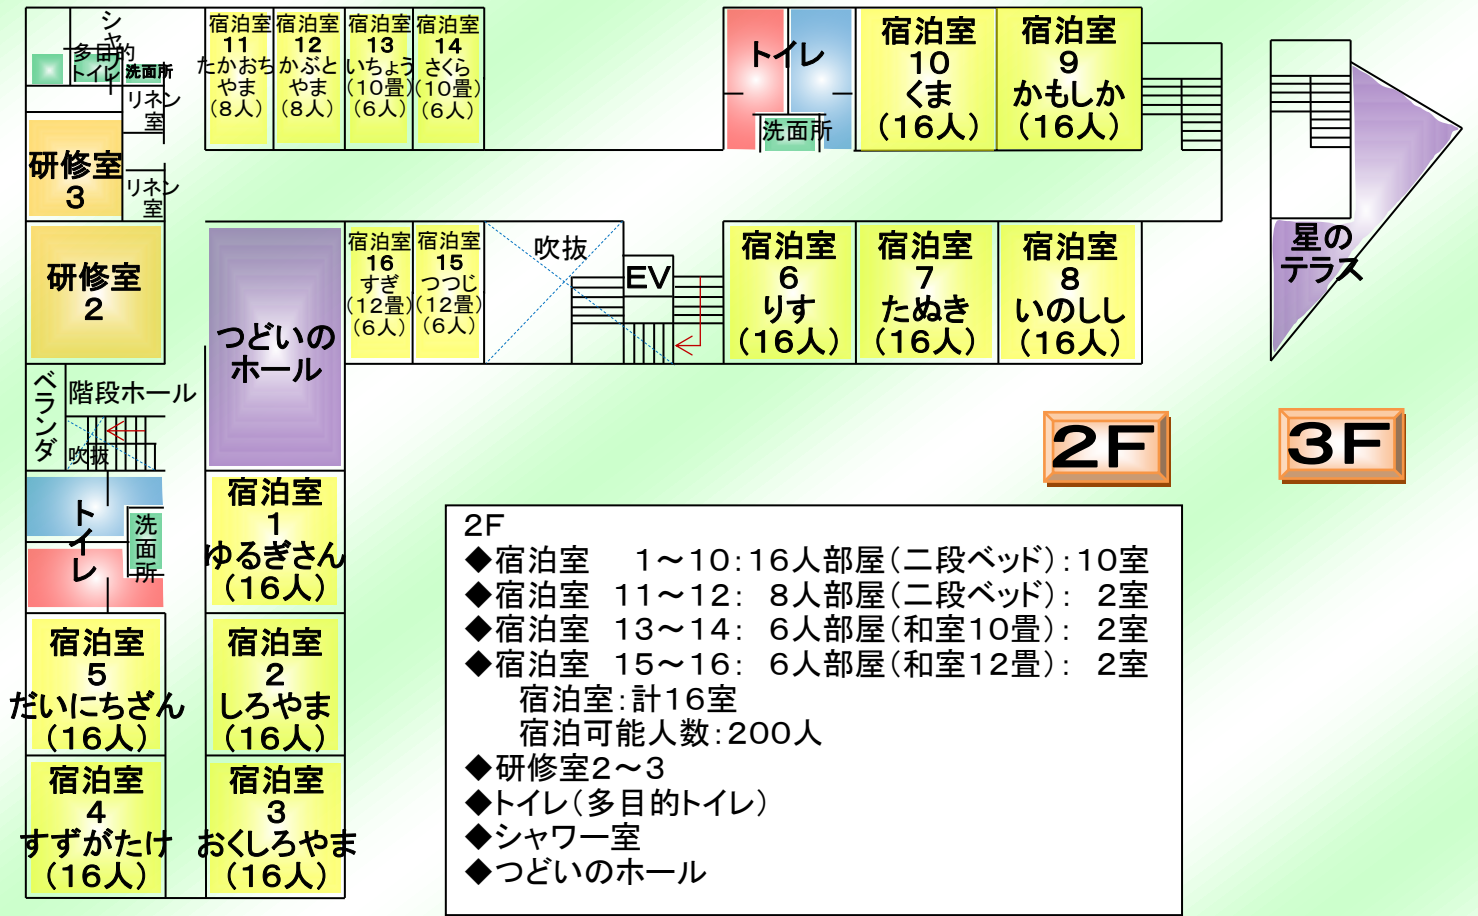 シャワー
多目的
トイレ
洗面所
リネン
室
リネン
室
研修室
3
研修室
2
宿泊室
11
たかおち
やま
(8人)
宿泊室
12
かぶと
やま
(8人)
宿泊室
13
いちょう
(10畳)
(6人)
宿泊室
14
さくら
(10畳)
(6人)
トイレ
洗面所
宿泊室
10
くま
(16人)
宿泊室
9
かもしか
(16人)
星の
テラス
つどいの
ホール
宿泊室
16
すぎ
(12畳)
(6人)
宿泊室
15
つつじ
(12畳)
(6人)
吹抜
EV
宿泊室
6
りす
(16人)
宿泊室
7
たぬき
(16人)
宿泊室
8
いのしし
(16人)
ベランダ
階段ホール
吹抜
2F
3F
トイレ
洗面所
宿泊室
1
ゆるぎさん
(16人)
宿泊室
5
だいにちざん
(16人)
宿泊室
2
しろやま
(16人)
宿泊室
4
すずがたけ
(16人)
宿泊室
3
おくしろやま
(16人)
2F
◆宿泊室 1～10:16人部屋(二段ベッド):10室
◆宿泊室 11～12: 8人部屋(二段ベッド): 2室
◆宿泊室 13～14: 6人部屋(和室10畳): 2室
◆宿泊室 15～16: 6人部屋(和室12畳): 2室
宿泊室:計16室
宿泊可能人数:200人
◆研修室2～3
◆トイレ(多目的トイレ)
◆シャワー室
◆つどいのホール